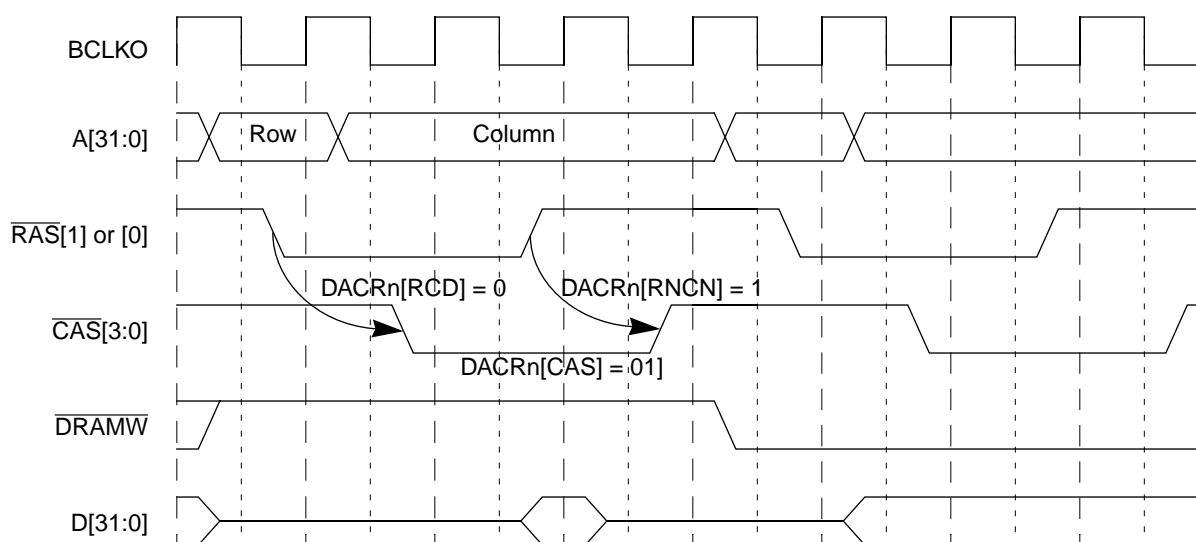 BCLKO
A[31:0]
Row
Column
RAS[1] or [0]
DACRn[RCD] = 0
DACRn[RNCN] = 1
CAS[3:0]
DACRn[CAS] = 01]
DRAMW
D[31:0]